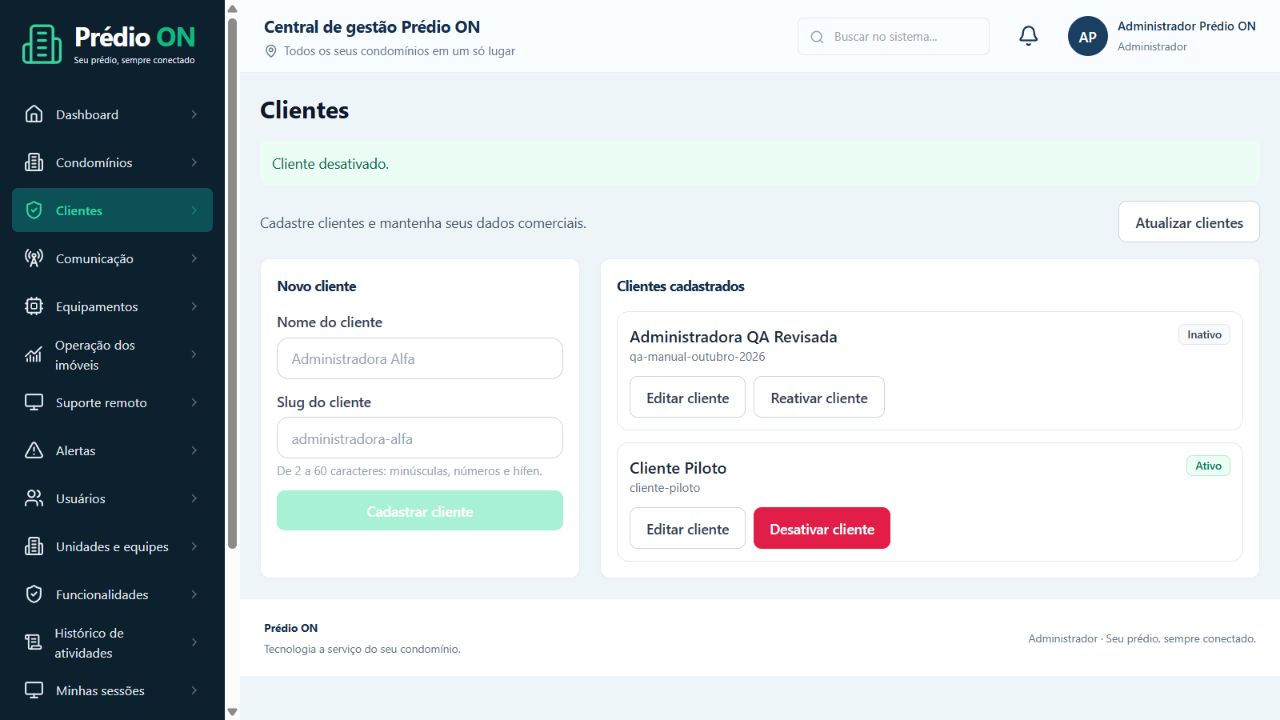 Prédio ON
Seu prédio, sempre conectado
Dashboard
Condomínios
Clientes
Comunicação
Equipamentos
Operação dos
imóveis
Suporte remoto
Alertas
Usuários
Unidades e equipes
Funcionalidades
Histórico de
atividades
Minhas sessões
Central de gestão Prédio ON
Todos os seus condomínios em um só lugar
Buscar no sistema...
AP
Administrador Prédio ON
Administrador
Clientes
Cliente desativado.
Cadastre clientes e mantenha seus dados comerciais.
Atualizar clientes
Novo cliente
Nome do cliente
Administradora Alfa
Slug do cliente
administradora-alfa
De 2 a 60 caracteres: minúsculas, números e hífen.
Cadastrar cliente
Clientes cadastrados
Administradora QA Revisada
Inativo
qa-manual-outubro-2026
Editar cliente
Reativar cliente
Cliente Piloto
Ativo
cliente-piloto
Editar cliente
Desativar cliente
Prédio ON
Tecnologia a serviço do seu condomínio.
Administrador · Seu prédio, sempre conectado.